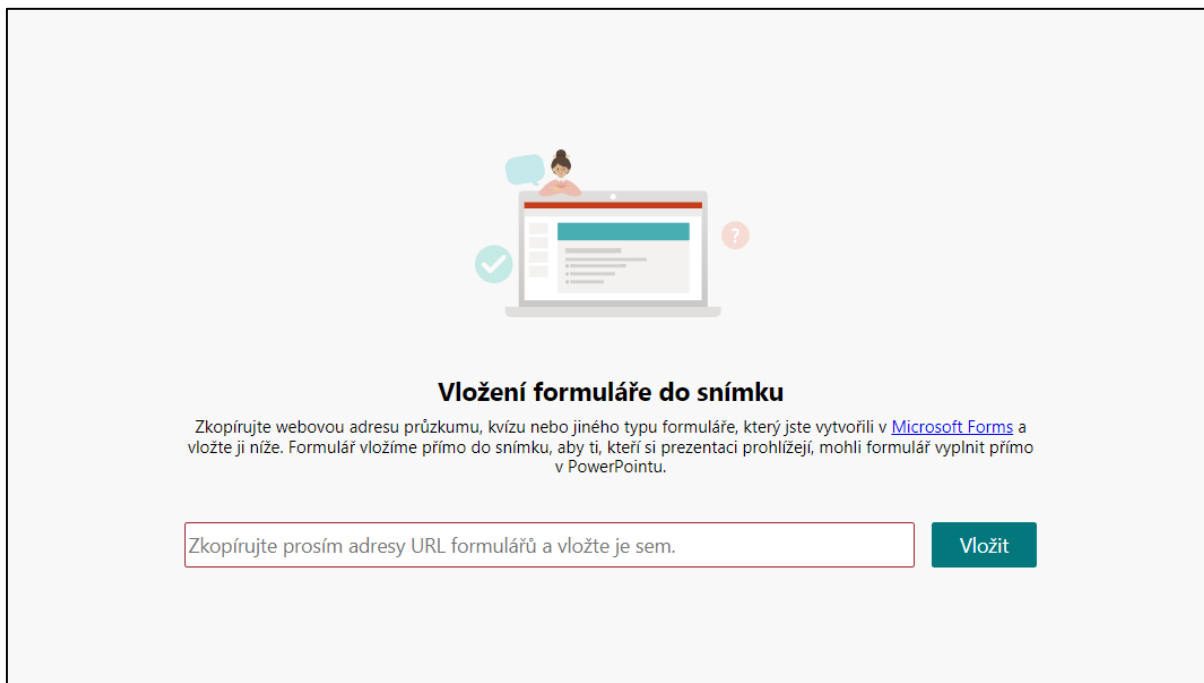 ?
Vložení formuláře do snímku
Zkopírujte webovou adresu průzkumu, kvízu nebo jiného typu formuláře, který jste vytvořili v Microsoft Forms a
vložte ji níže. Formulář vložíme přímo do snímku, aby ti, kteří si prezentaci prohlížejí, mohli formulář vyplnit přímo
v PowerPointu.
Zkopírujte prosím adresy URL formulářů a vložte je sem.
Vložit